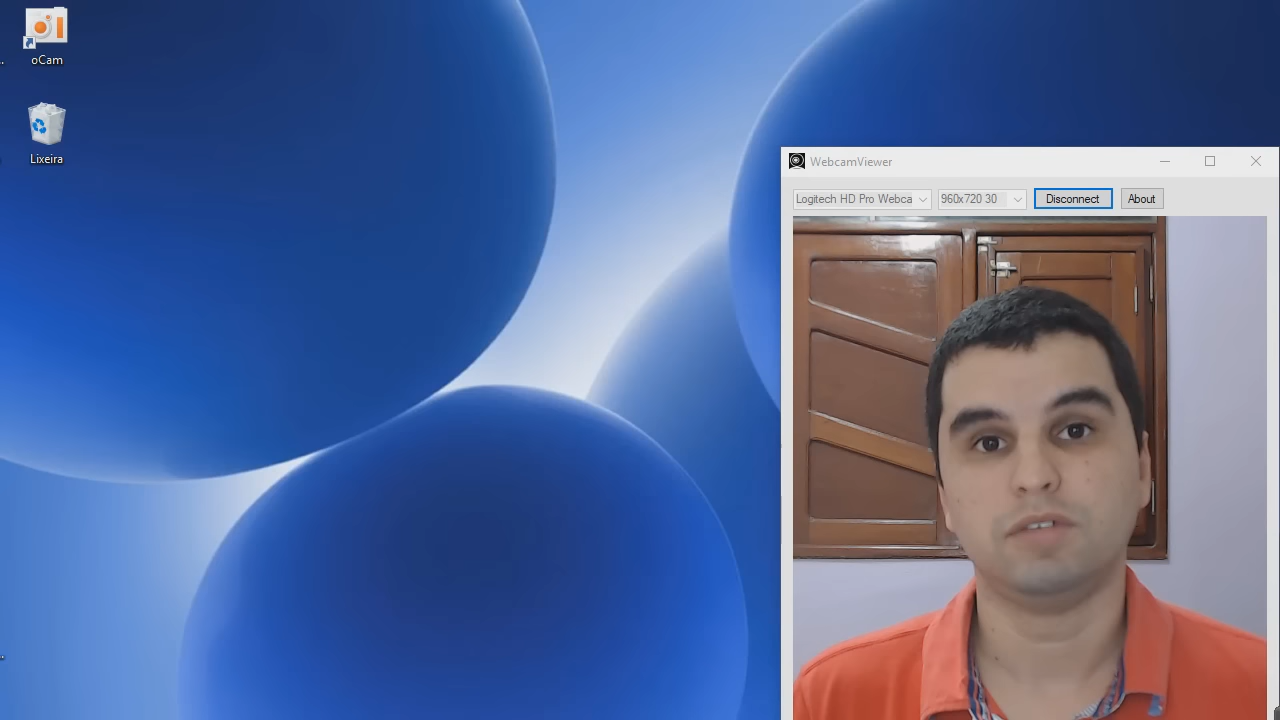 oCam
Lixeira
WebcamViewer
Logitech HD Pro Webca
960x720 30
Disconnect
About